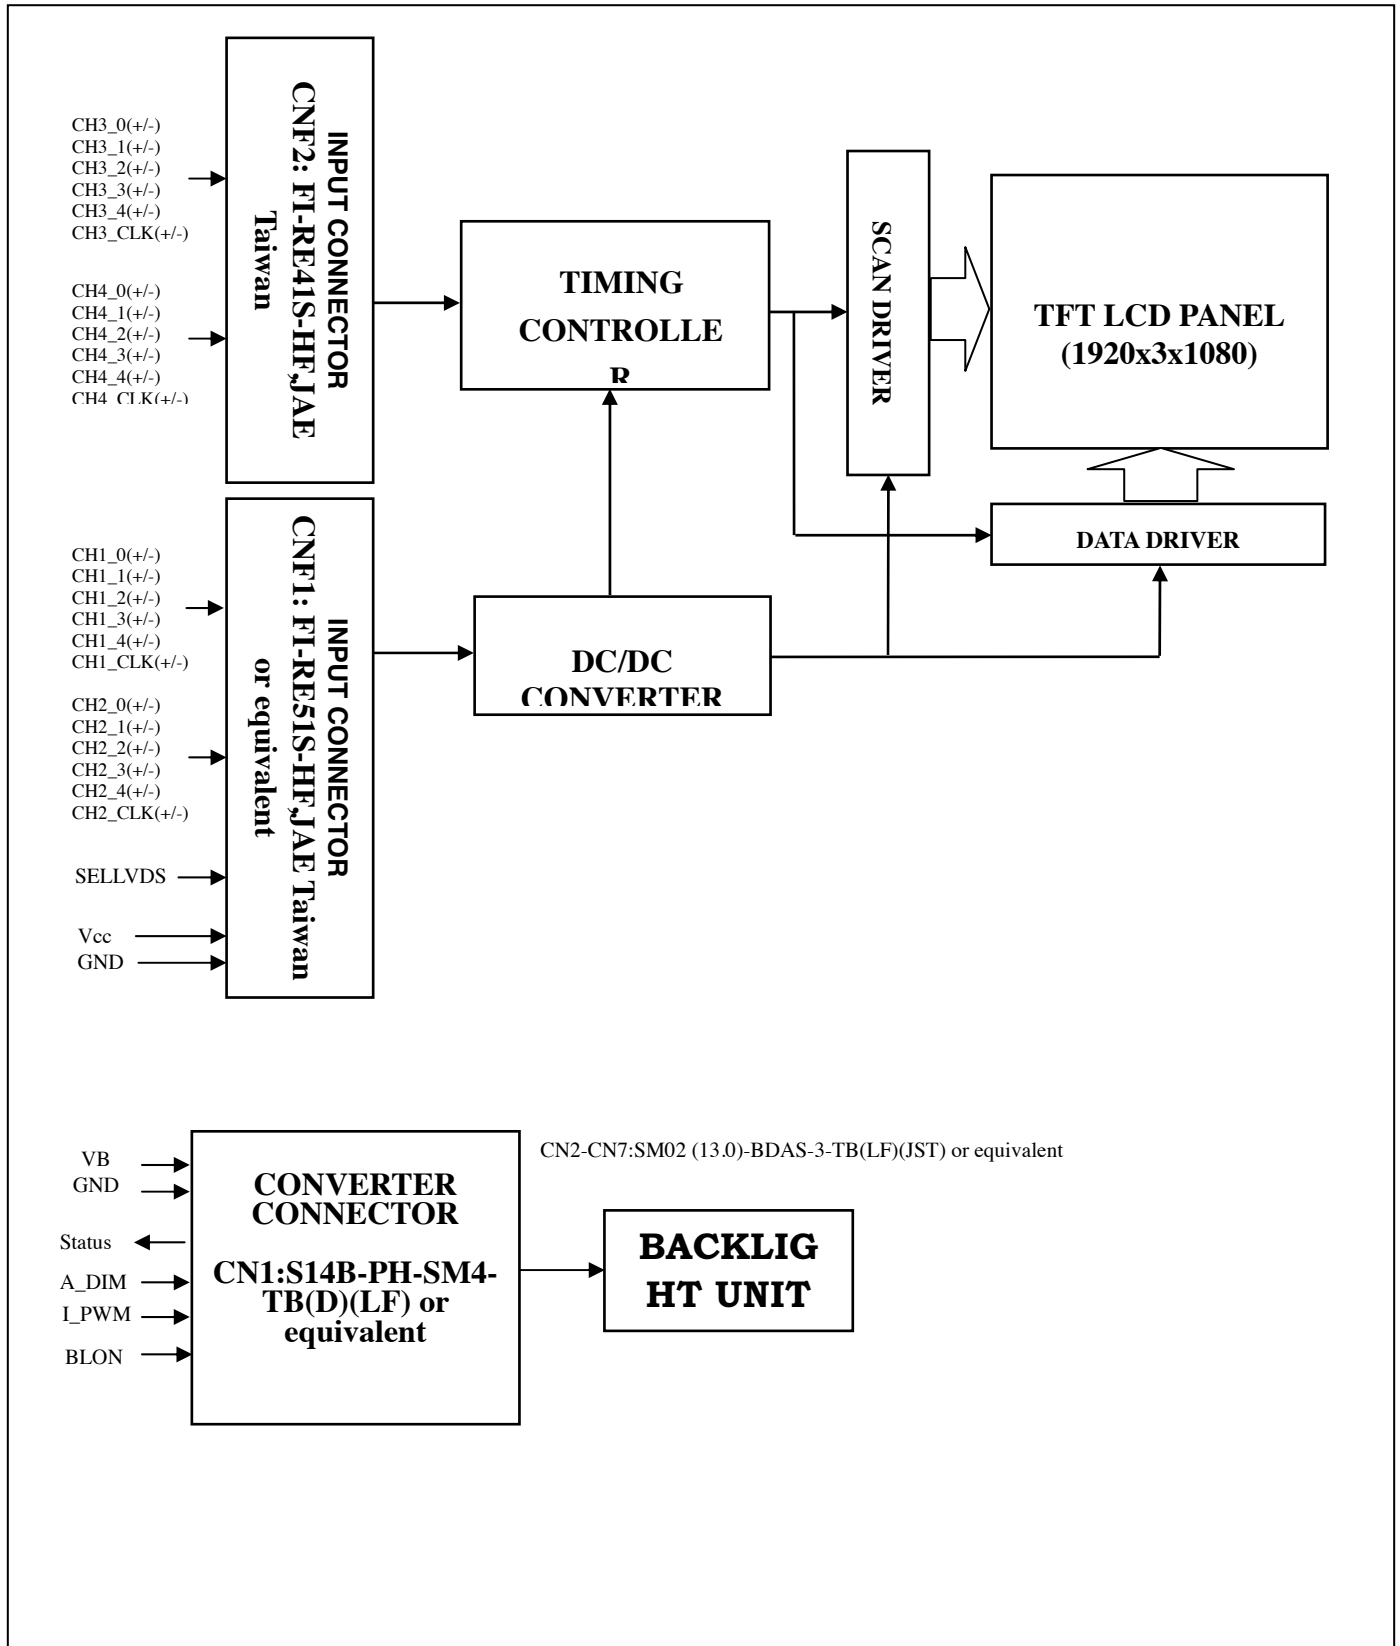 CH3_0(+/-)
CH3_1(+/-)
CH3_2(+/-)
CH3_3(+/-)
CH3_4(+/-)
CH3_CLK(+/-)
CH4_0(+/-)
CH4_1(+/-)
CH4_2(+/-)
CH4_3(+/-)
CH4_4(+/-)
CH4_CLK(+/-)
INPUT CONNECTOR
CNF2: FI-RE41S-HF,JAE
Taiwan
TIMING
CONTROLLE
R
SCAN DRIVER
TFT LCD PANEL
(1920x3x1080)
DATA DRIVER
CH1_0(+/-)
CH1_1(+/-)
CH1_2(+/-)
CH1_3(+/-)
CH1_4(+/-)
CH1_CLK(+/-)
CH2_0(+/-)
CH2_1(+/-)
CH2_2(+/-)
CH2_3(+/-)
CH2_4(+/-)
CH2_CLK(+/-)
SELLVDS
Vcc
GND
INPUT CONNECTOR
CNF1: FI-RE51S-HF,JAE Taiwan
or equivalent
DC/DC
CONVERTER
VB
GND
Status
A_DIM
I_PWM
BLON
CONVERTER
CONNECTOR
CN1:S14B-PH-SM4-
TB(D)(LF) or
equivalent
CN2-CN7:SM02 (13.0)-BDAS-3-TB(LF)(JST) or equivalent
BACKLIG
HT UNIT